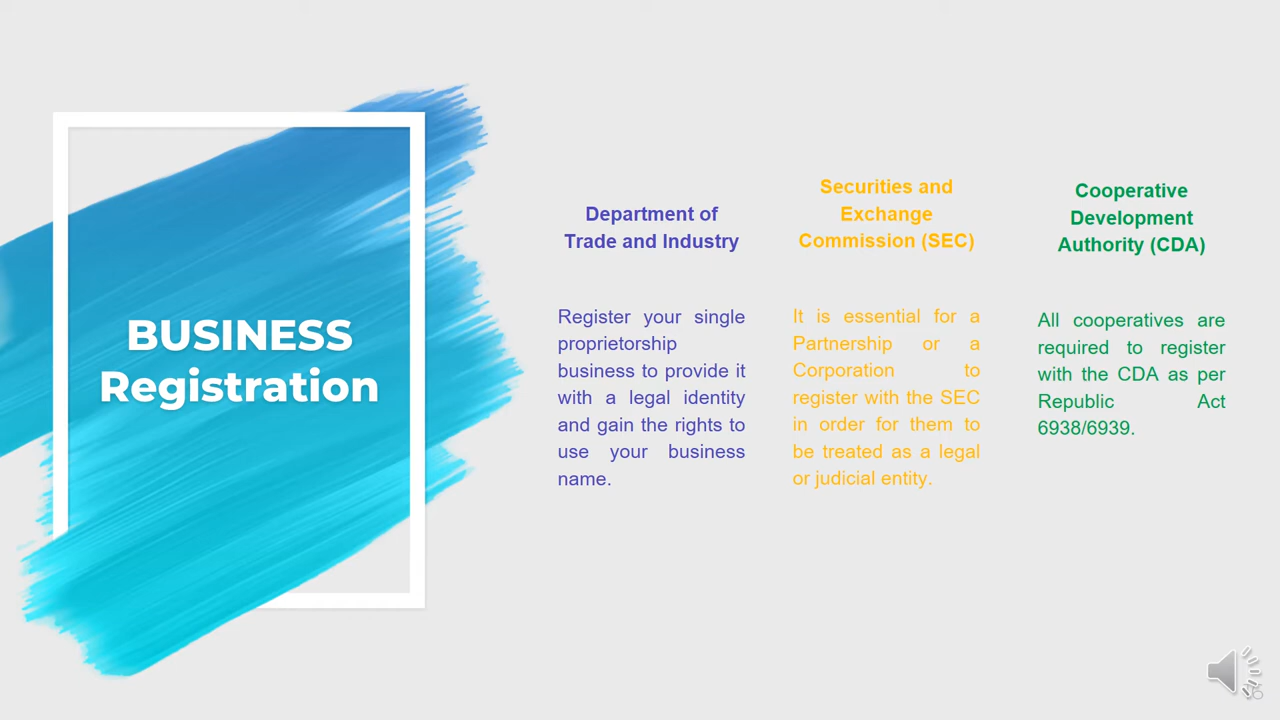 BUSINESS
Registration
Department of
Trade and Industry
Register your single
proprietorship
business to provide it
with a legal identity
and gain the rights to
use your business
name.
Securities and
Exchange
Commission (SEC)
It is essential for a
Partnership or a
Corporation to
register with the SEC
in order for them to
be treated as a legal
or judicial entity.
Cooperative
Development
Authority (CDA)
All cooperatives are
required to register
with the CDA as per
Republic Act
6938/6939.